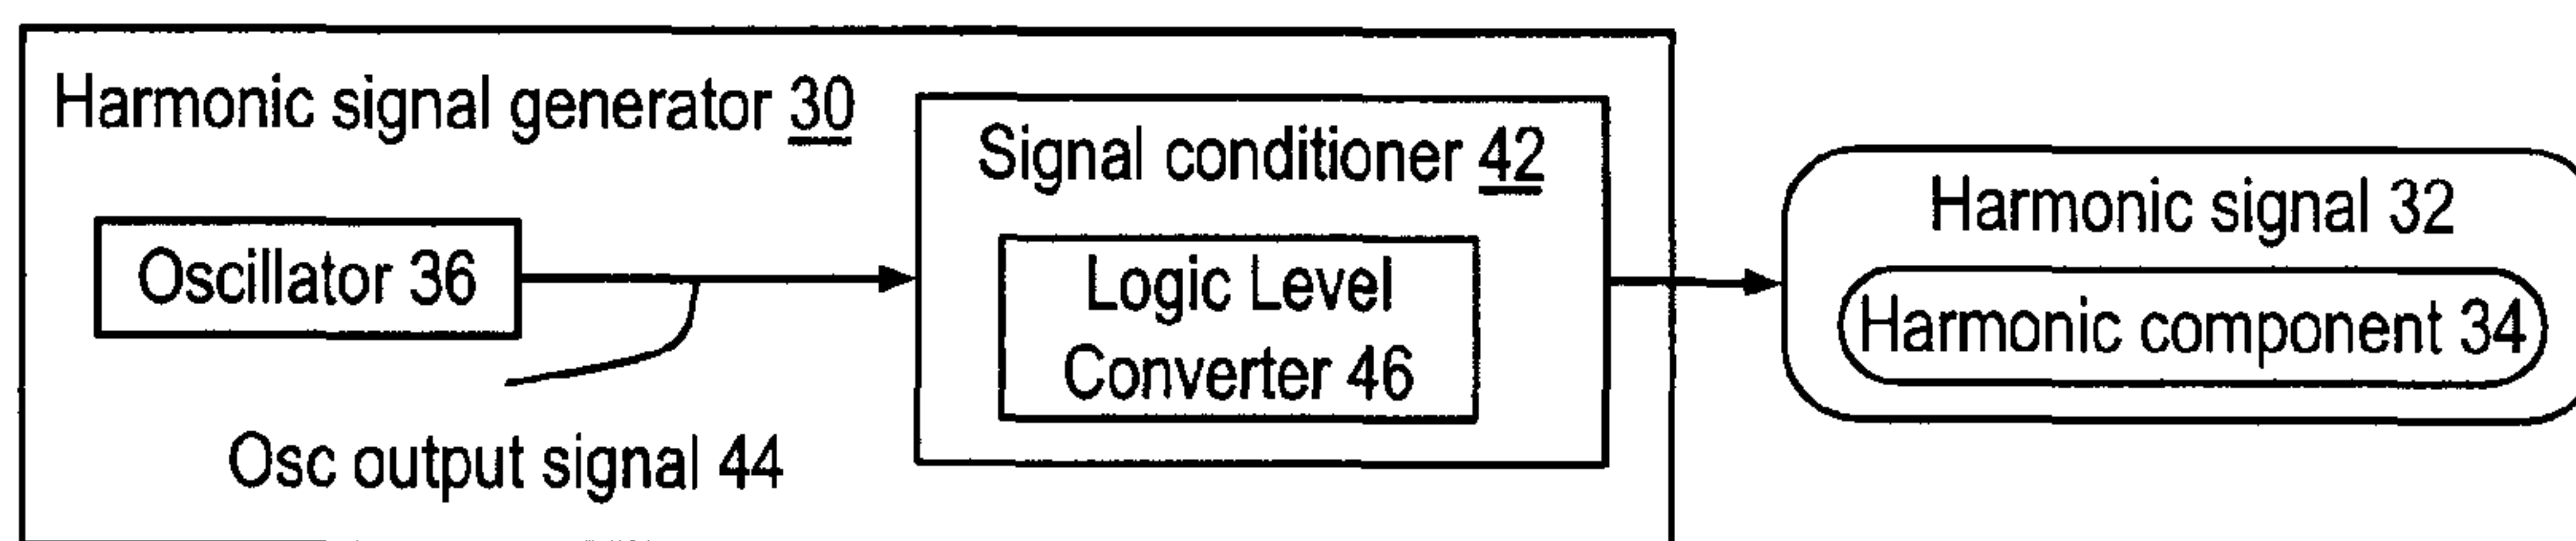 Harmonic signal generator 30
Signal conditioner 42
Oscillator 36
Logic Level
Converter 46
Osc output signal 44
Harmonic signal 32
Harmonic component 34